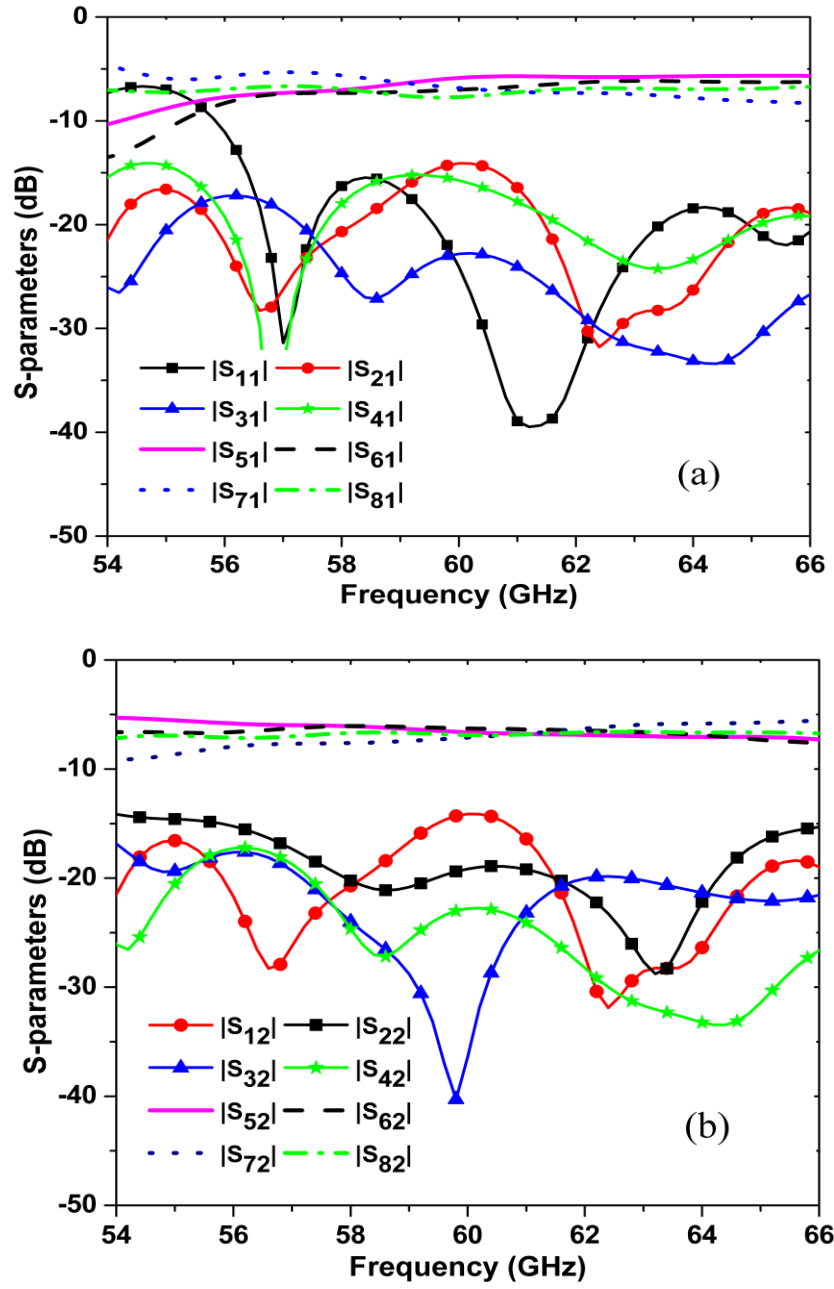 0
-10
-20
-30
-40
-50
S-parameters (dB)
|S11| |S21|
|S31| |S41|
|S51| |S61|
|S71| |S81|
(a)
54 56 58 60 62 64 66
Frequency (GHz)
0
-10
-20
-30
-40
-50
S-parameters (dB)
|S12| |S22|
|S32| |S42|
|S52| |S62|
|S72| |S82|
(b)
54 56 58 60 62 64 66
Frequency (GHz)